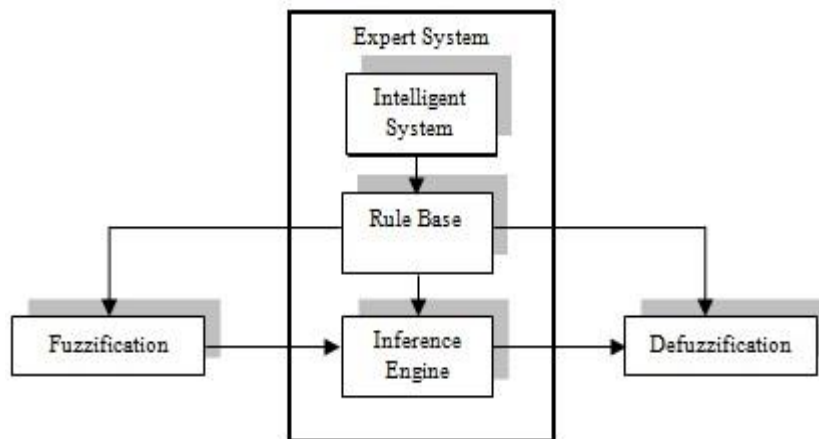 Expert System
Intelligent
System
Rule Base
Fuzzification
Inference
Engine
Defuzzification